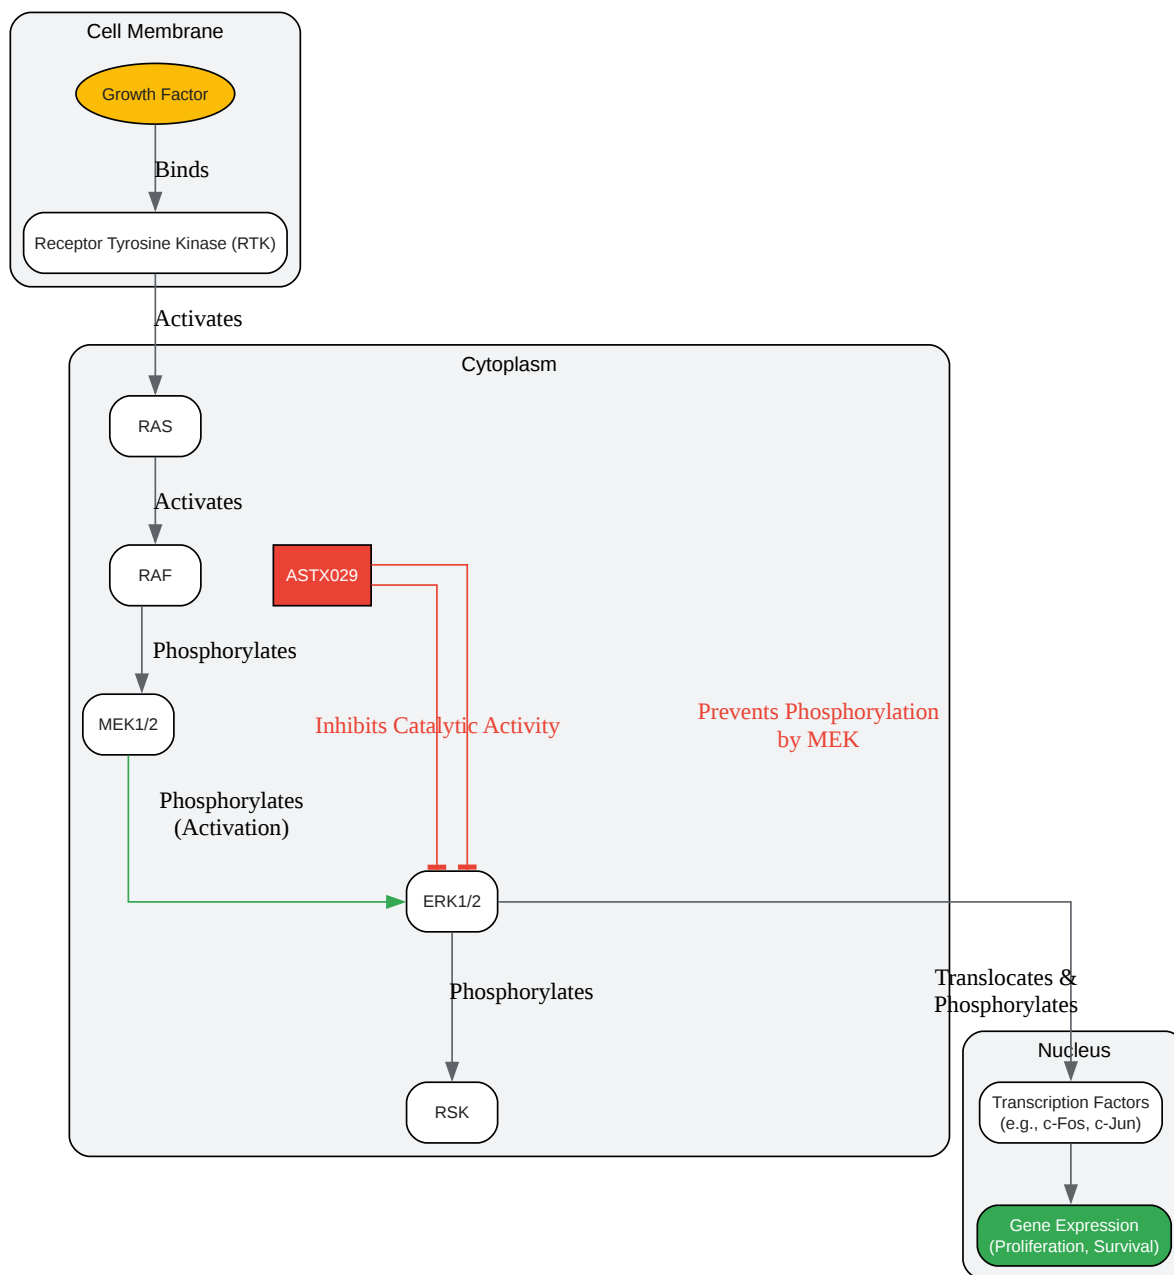 Cell Membrane
Growth Factor
Binds
Receptor Tyrosine Kinase (RTK)
Activates
Cytoplasm
RAS
Activates
RAF
ASTX029
Phosphorylates
MEK1/2
Inhibits Catalytic Activity
Prevents Phosphorylation
by MEK
Phosphorylates
(Activation)
ERK1/2
Phosphorylates
Translocates &
Phosphorylates
Nucleus
RSK
Transcription Factors
(e.g., c-Fos, c-Jun)
Gene Expression
(Proliferation, Survival)